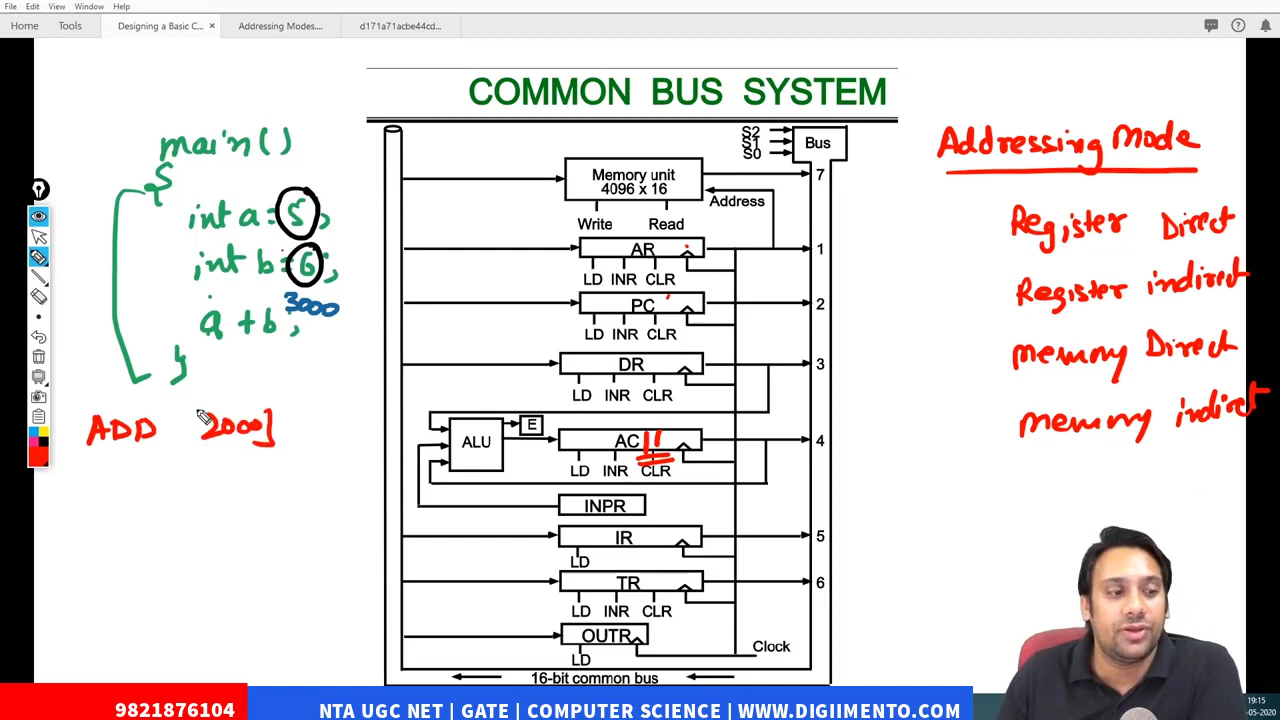 File Edit View Window Help
Home Tools Designing a Basic C... × Addressing Modes.... d171a71acbe44cd...
COMMON BUS SYSTEM
main()
{
int a = 5,
int b = 6;
3000
a + b;
}
ADD 2000]
S2
S1
S0
Bus
Memory unit
4096 x 16
7
Address
Write Read
AR 1
LD INR CLR
PC 2
LD INR CLR
DR 3
LD INR CLR
ALU E
AC 11 4
LD INR CLR
INPR
IR 5
LD
TR 6
LD INR CLR
OUTR
LD
Clock
16-bit common bus
Addressing Mode
Register Direct
Register indirect
memory Direct
memory indirect
19:15
-05-2020
9821876104 NTA UGC NET | GATE | COMPUTER SCIENCE | WWW.DIGIIMENTO.COM